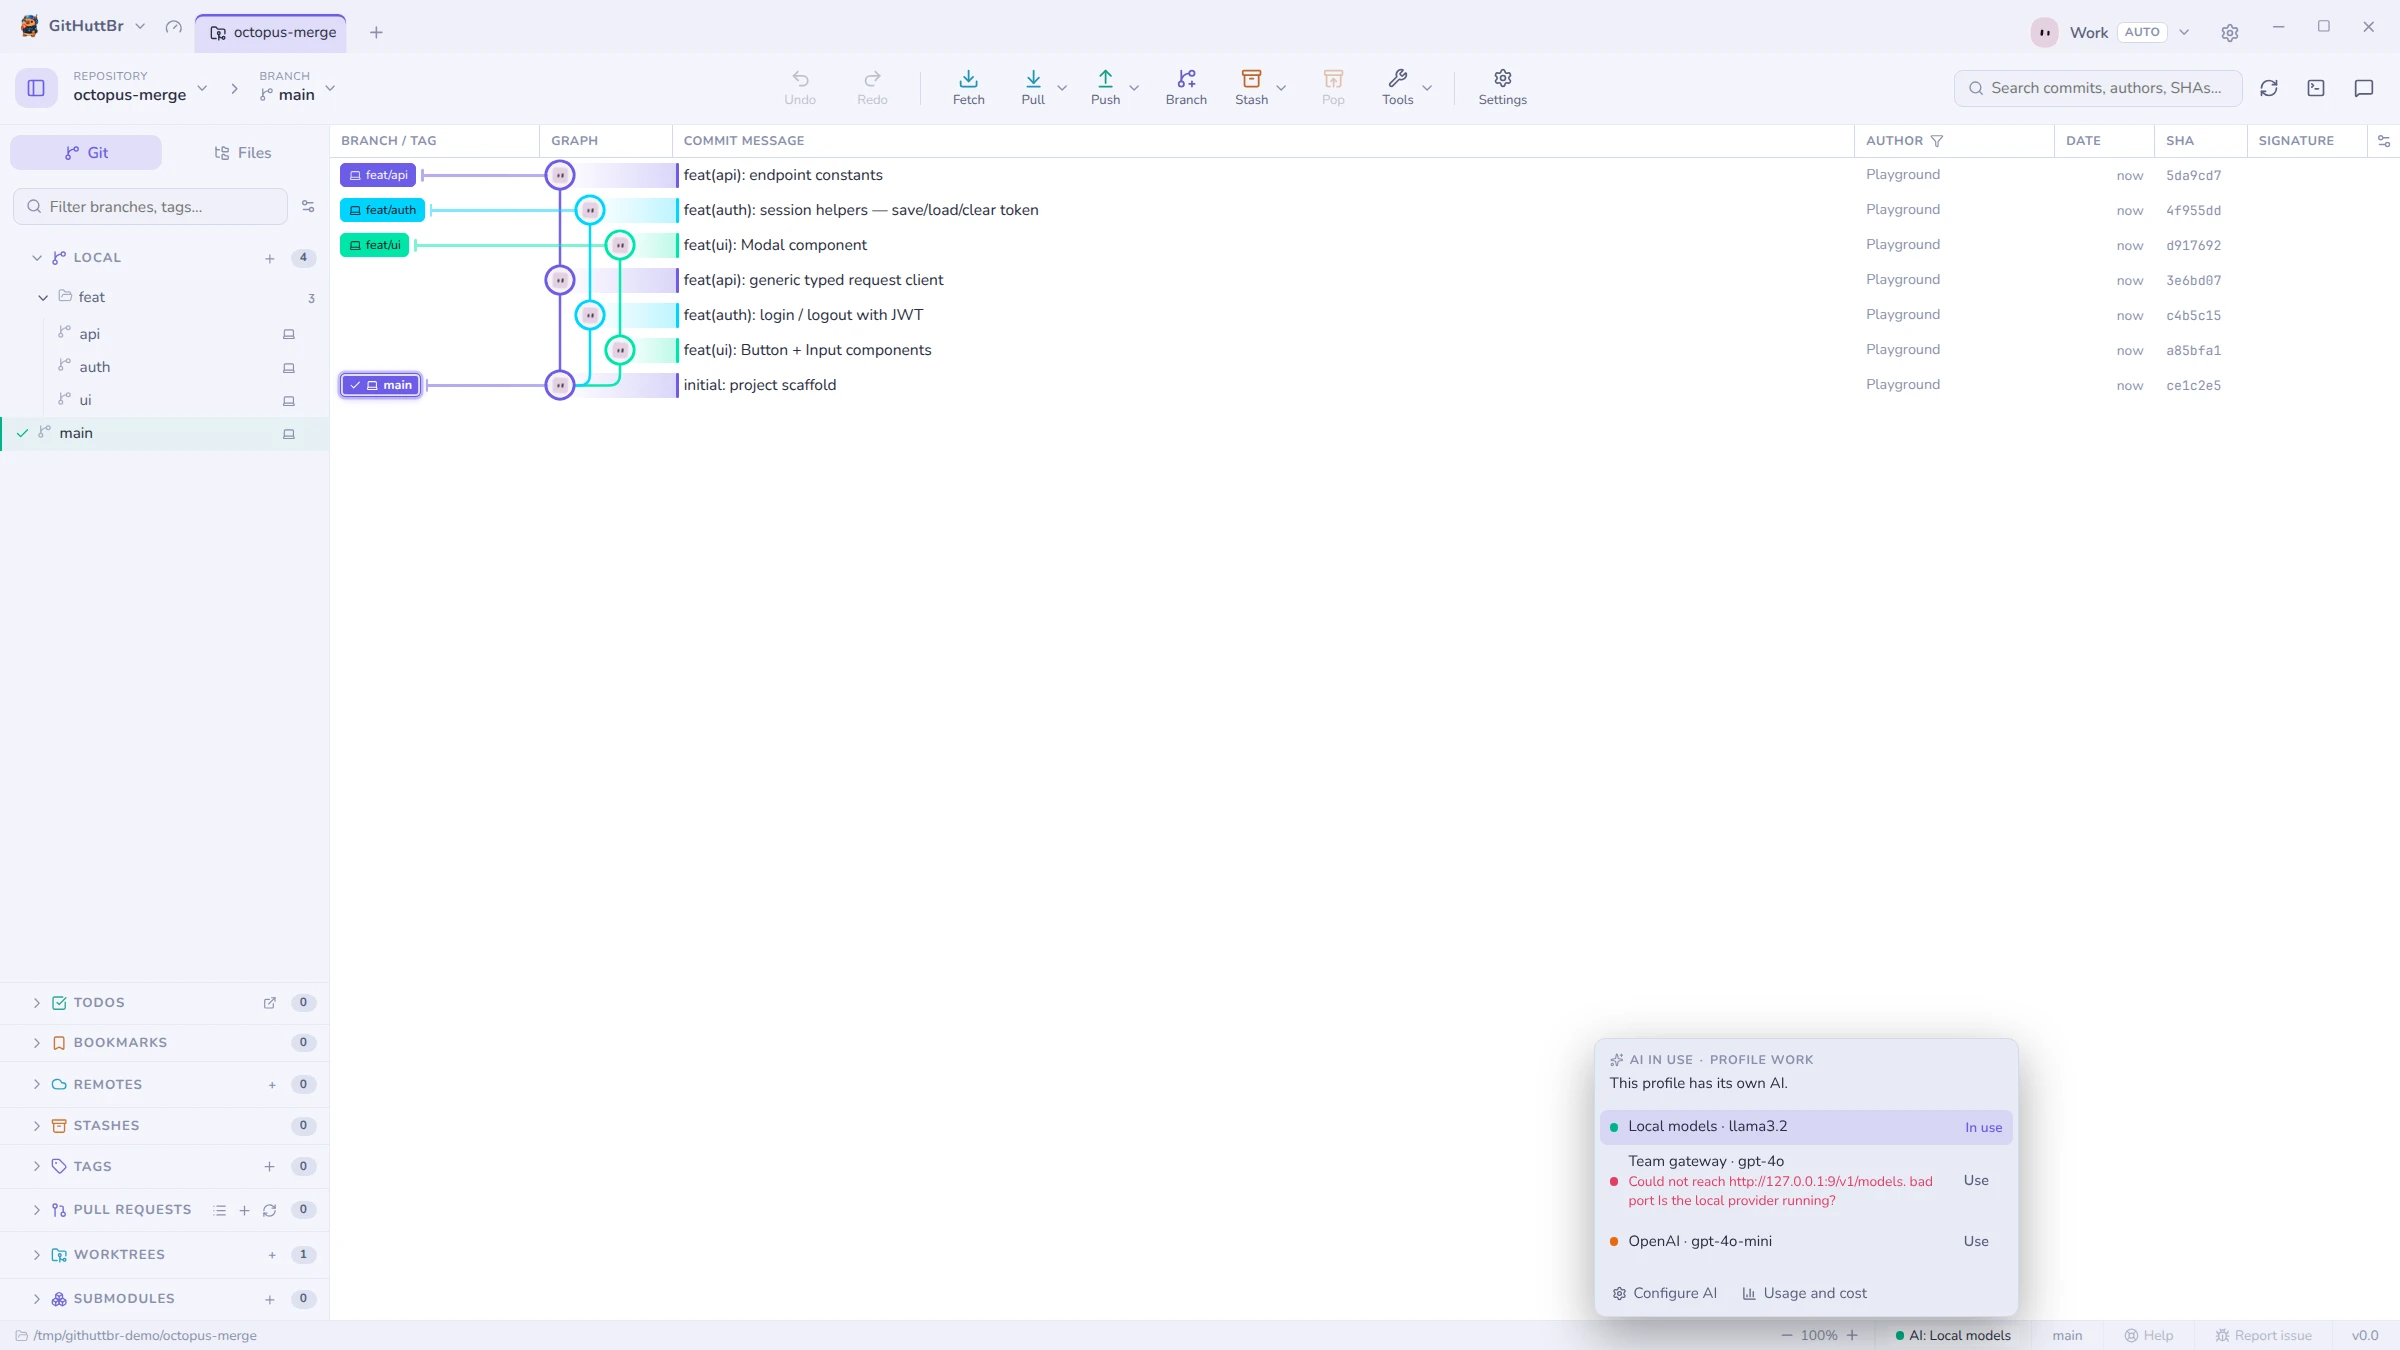 GitHuttBr
octopus-merge
Work AUTO
REPOSITORY
octopus-merge
BRANCH
main
Undo
Redo
Fetch
Pull
Push
Branch
Stash
Pop
Tools
Settings
Search commits, authors, SHAs...
Git
Files
Filter branches, tags...
LOCAL 4
feat 3
api
auth
ui
main
TODOS 0
BOOKMARKS 0
REMOTES 0
STASHES 0
TAGS 0
PULL REQUESTS 0
WORKTREES 1
SUBMODULES 0
BRANCH / TAG GRAPH COMMIT MESSAGE AUTHOR DATE SHA SIGNATURE
feat/api feat(api): endpoint constants Playground now 5da9cd7
feat/auth feat(auth): session helpers — save/load/clear token Playground now 4f955dd
feat/ui feat(ui): Modal component Playground now d917692
feat(api): generic typed request client Playground now 3e6bd07
feat(auth): login / logout with JWT Playground now c4b5c15
feat(ui): Button + Input components Playground now a85bfa1
main initial: project scaffold Playground now ce1c2e5
AI IN USE · PROFILE WORK
This profile has its own AI.
Local models · llama3.2 In use
Team gateway · gpt-4o
Could not reach http://127.0.0.1:9/v1/models. bad
port Is the local provider running?
Use
OpenAI · gpt-4o-mini Use
Configure AI Usage and cost
/tmp/githuttbr-demo/octopus-merge
100%
AI: Local models
main
Help
Report issue
v0.0